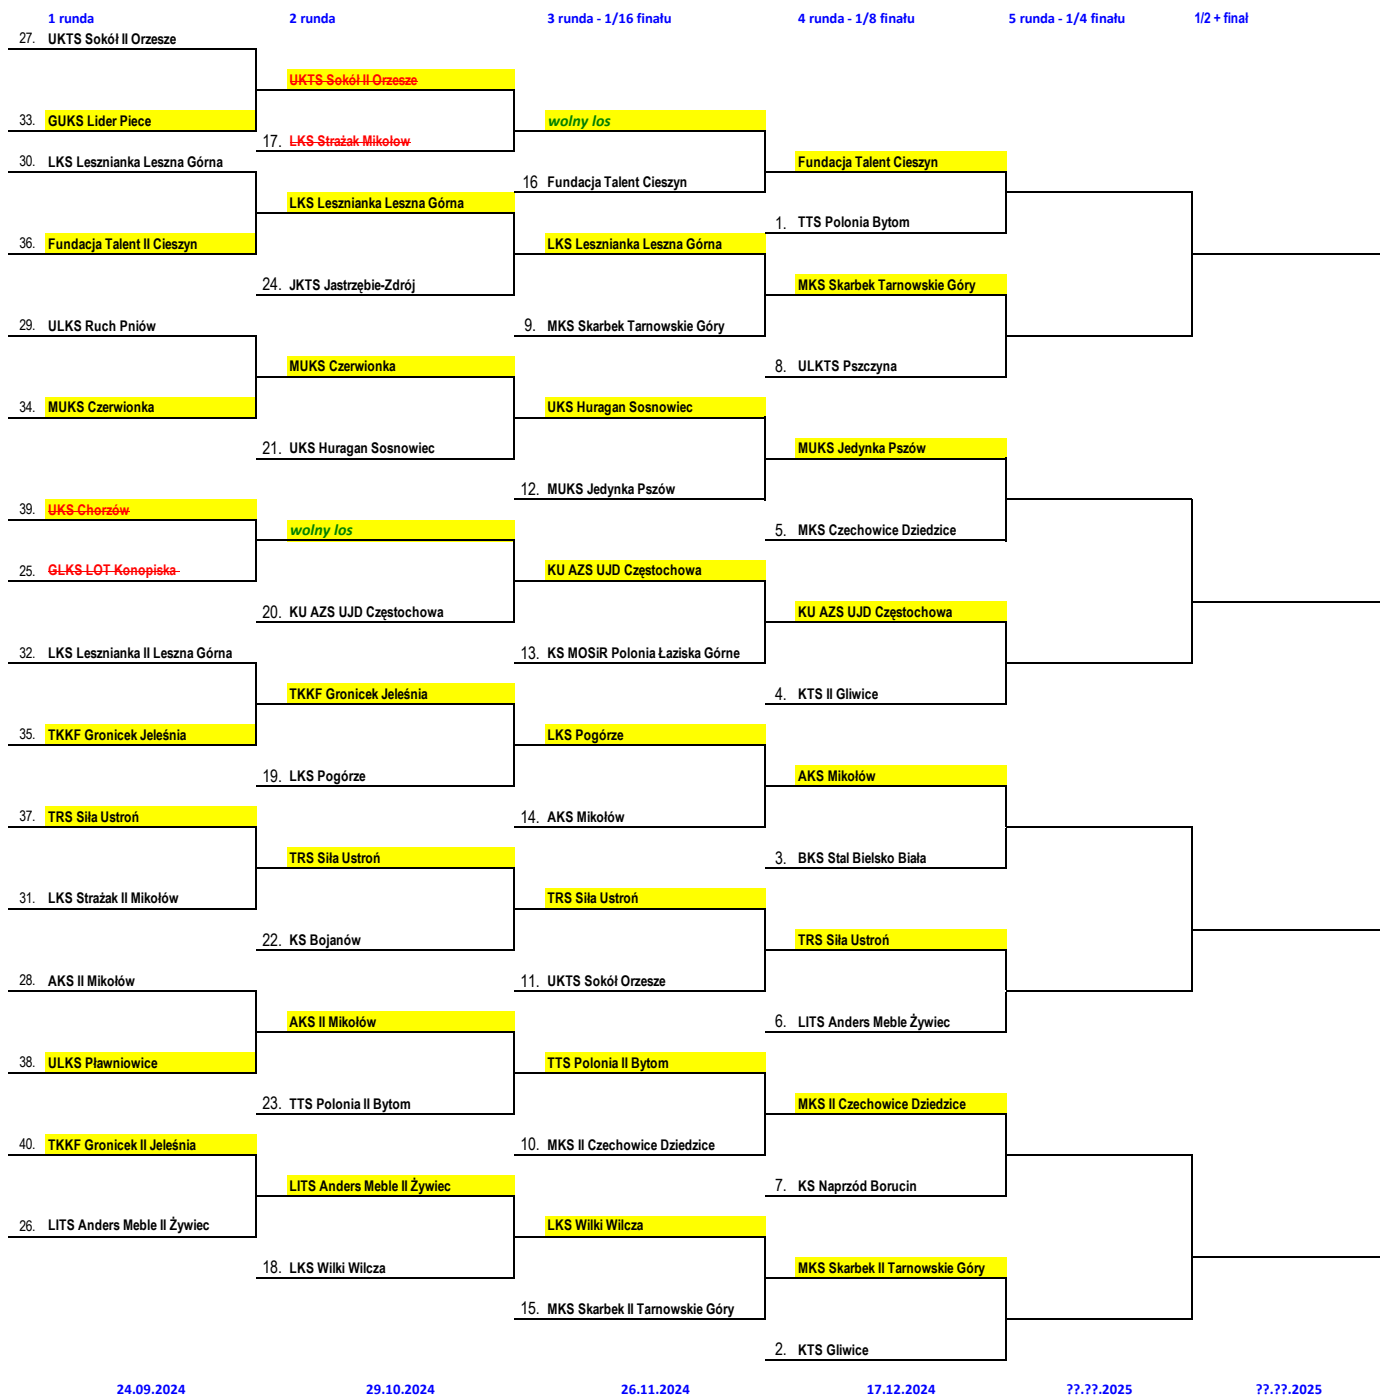 1 runda 2 runda 3 runda - 1/16 finału 4 runda - 1/8 finału 5 runda - 1/4 finału 1/2 + finał
27. UKTS Sokół II Orzesze
UKTS Sokół II Orzesze
33. GUKS Lider Piece wolny los
17. LKS Strażak Mikołow
30. LKS Lesznianka Leszna Górna Fundacja Talent Cieszyn
16 Fundacja Talent Cieszyn
LKS Lesznianka Leszna Górna
1. TTS Polonia Bytom
36. Fundacja Talent II Cieszyn LKS Lesznianka Leszna Górna
24. JKTS Jastrzębie-Zdrój MKS Skarbek Tarnowskie Góry
29. ULKS Ruch Pniów 9. MKS Skarbek Tarnowskie Góry
MUKS Czerwionka 8. ULKTS Pszczyna
34. MUKS Czerwionka UKS Huragan Sosnowiec
21. UKS Huragan Sosnowiec MUKS Jedynka Pszów
12. MUKS Jedynka Pszów
39. UKS Chorzów
wolny los 5. MKS Czechowice Dziedzice
25. GLKS LOT Konopiska KU AZS UJD Częstochowa
20. KU AZS UJD Częstochowa KU AZS UJD Częstochowa
32. LKS Lesznianka II Leszna Górna 13. KS MOSiR Polonia Łaziska Górne
TKKF Gronicek Jeleśnia 4. KTS II Gliwice
35. TKKF Gronicek Jeleśnia LKS Pogórze
19. LKS Pogórze AKS Mikołów
37. TRS Siła Ustroń 14. AKS Mikołów
TRS Siła Ustroń 3. BKS Stal Bielsko Biała
31. LKS Strażak II Mikołów TRS Siła Ustroń
22. KS Bojanów TRS Siła Ustroń
28. AKS II Mikołów 11. UKTS Sokół Orzesze
AKS II Mikołów 6. LITS Anders Meble Żywiec
38. ULKS Pławniowice TTS Polonia II Bytom
23. TTS Polonia II Bytom MKS II Czechowice Dziedzice
40. TKKF Gronicek II Jeleśnia 10. MKS II Czechowice Dziedzice
LITS Anders Meble II Żywiec 7. KS Naprzód Borucin
26. LITS Anders Meble II Żywiec LKS Wilki Wilcza
18. LKS Wilki Wilcza MKS Skarbek II Tarnowskie Góry
15. MKS Skarbek II Tarnowskie Góry
2. KTS Gliwice
24.09.2024 29.10.2024 26.11.2024 17.12.2024 ??.??.2025 ??.??.2025